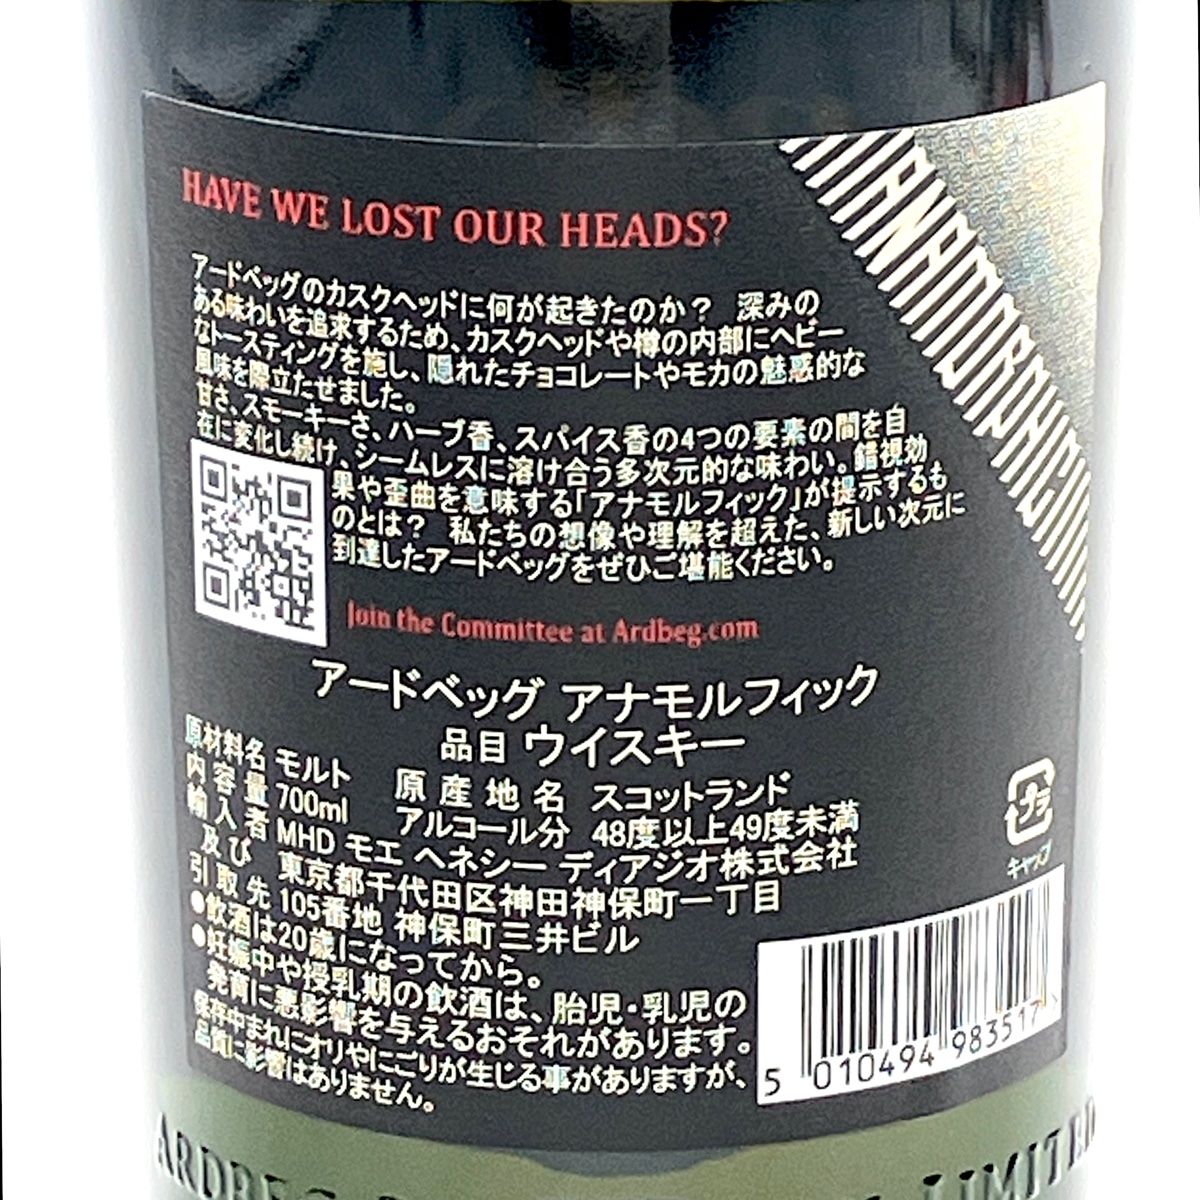 HAVE WE LOST OUR HEADS?
アードベッグのカスクヘッドに何が起きたのか？ 深みの
ある味わいを追求するため、カスクヘッドや樽の内部にヘビー
なトースティングを施し、隠れたチョコレートやモカの魅惑的な
風味を際立たせました。
甘さ、スモーキーさ、ハーブ香、スパイス香の4つの要素の間を自
在に変化し続け、シームレスに溶け合う多次元的な味わい。錯視効
果や歪曲を意味する「アナモルフィック」が提示するも
のとは？ 私たちの想像や理解を超えた、新しい次元に
到達したアードベッグをぜひご堪能ください。
Join the Committee at Ardbeg.com
アードベッグ アナモルフィック
品目 ウイスキー
原材料名 モルト 原産地名 スコットランド
内容量 700ml アルコール分 48度以上49度未満
輸入者 MHD モエ ヘネシー ディアジオ株式会社
及び 東京都千代田区神田神保町一丁目
引取先 105番地 神保町三井ビル
●飲酒は20歳になってから。
●妊娠中や授乳期の飲酒は、胎児・乳児の
発育に悪影響を与えるおそれがあります。
保存中まれにオリやにごりが生じる事がありますが、
品質に影響はありません。
プラ
キャップ
5 010494 983517
ANAMORPHIC
ARDBEG
LIMITED